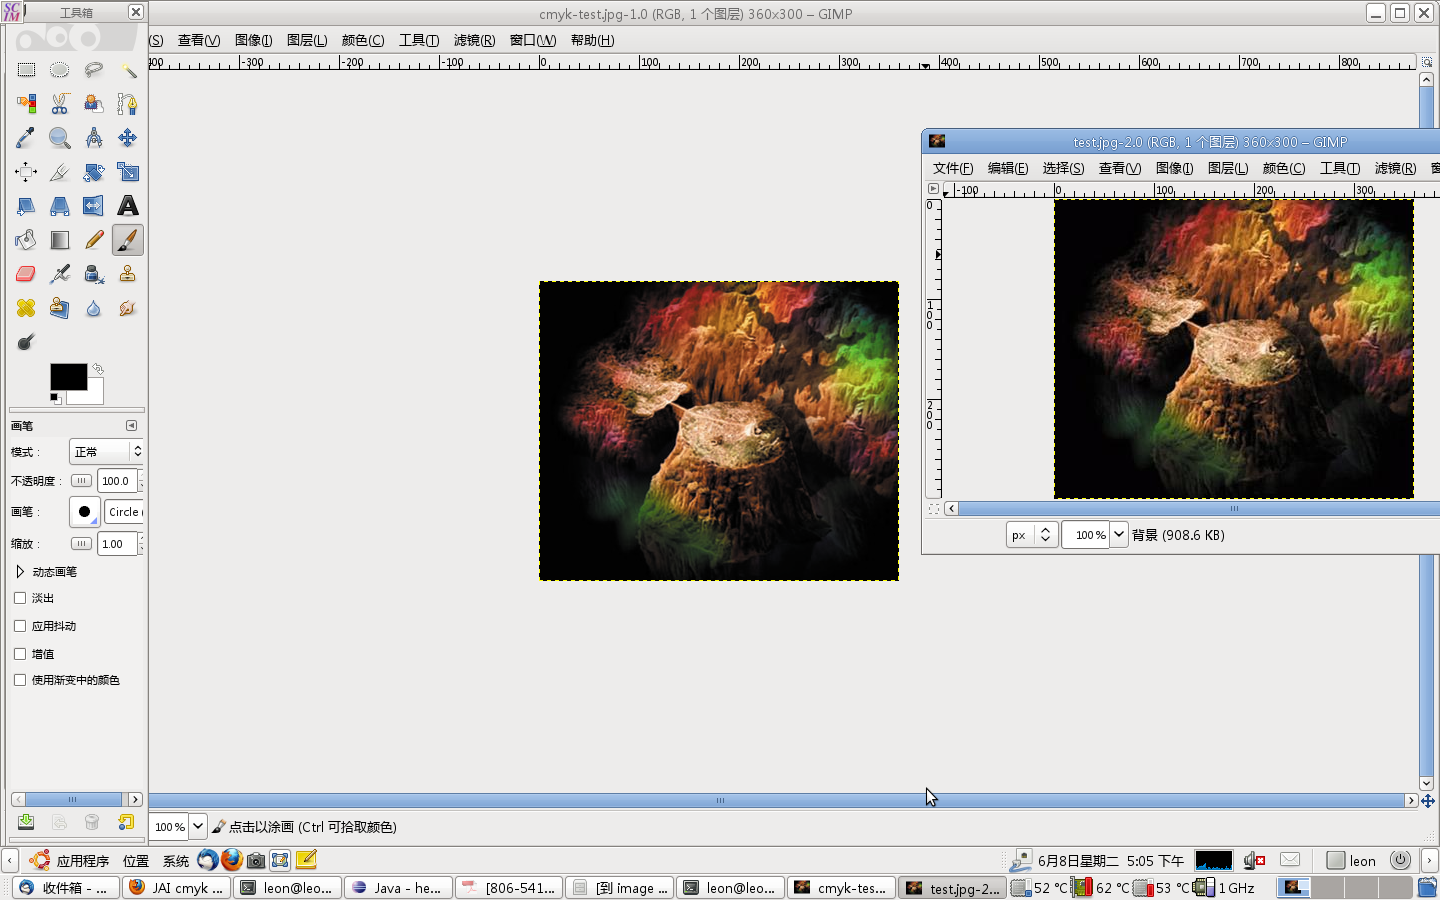 工具箱
cmyk-test.jpg-1.0 (RGB, 1 个图层) 360×300 – GIMP
(S) 查看(V) 图像(I) 图层(L) 颜色(C) 工具(T) 滤镜(R) 窗口(W) 帮助(H)
-300 -200 -100 0 100 200 300 400 500 600 700 800
test.jpg-2.0 (RGB, 1 个图层) 360×300 – GIMP
文件(F) 编辑(E) 选择(S) 查看(V) 图像(I) 图层(L) 颜色(C) 工具(T) 滤镜(R)
-100 0 100 200 300
0
100
200
px 100% 背景 (908.6 KB)
画笔
模式: 正常
不透明度: 100.0
画笔: Circle (
缩放: 1.00
动态画笔
淡出
应用抖动
增值
使用渐变中的颜色
100% 点击以涂画 (Ctrl 可拾取颜色)
应用程序 位置 系统 6月8日星期二 5:05 下午 leon
收件箱 - ... JAI cmyk ... leon@leo... Java - he... [806-541... [到 image ... leon@leo... cmyk-tes... test.jpg-2... 52 ℃ 62 ℃ 53 ℃ 1 GHz